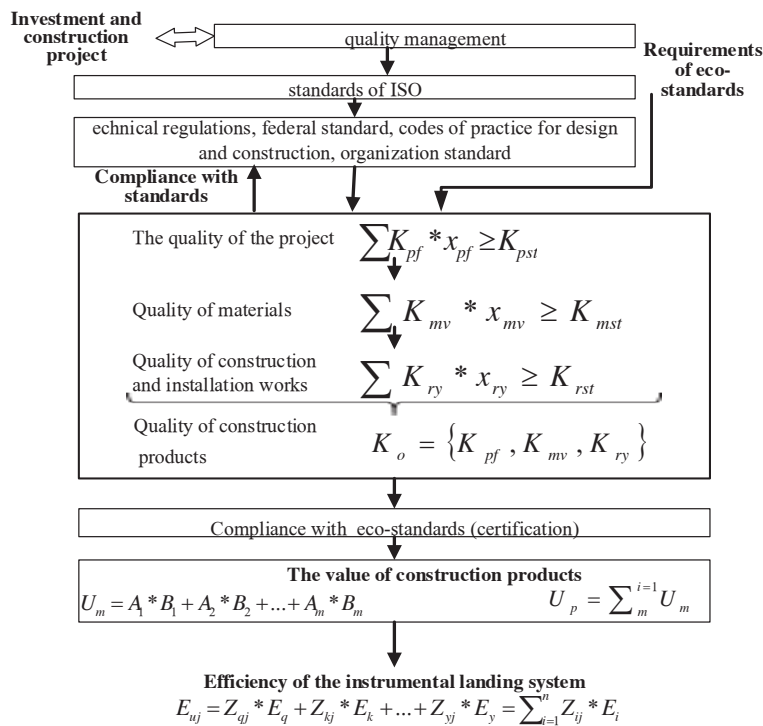 Investment and
construction
project
quality management
Requirements
of eco-
standards
standards of ISO
echnical regulations, federal standard, codes of practice for design
and construction, organization standard
Compliance with
standards
The quality of the project ∑K_pf * x_pf ≥ K_pst
Quality of materials ∑ K_mv * x_mv ≥ K_mst
Quality of construction
and installation works ∑ K_ry * x_ry ≥ K_rst
Quality of construction
products K_o = {K_pf , K_mv , K_ry}
Compliance with eco-standards (certification)
The value of construction products
U_m = A_1 * B_1 + A_2 * B_2 + ... + A_m * B_m U_p = ∑_m^{i=1} U_m
Efficiency of the instrumental landing system
E_uj = Z_qj * E_q + Z_kj * E_k + ... + Z_yj * E_y = ∑_{i=1}^n Z_ij * E_i